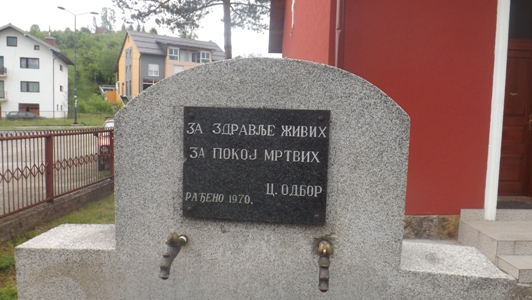 ЗА ЗДРАВЉЕ ЖИВИХ
ЗА ПОКОЈ МРТВИХ
Ц. ОДБОР
РАЂЕНО 1970.